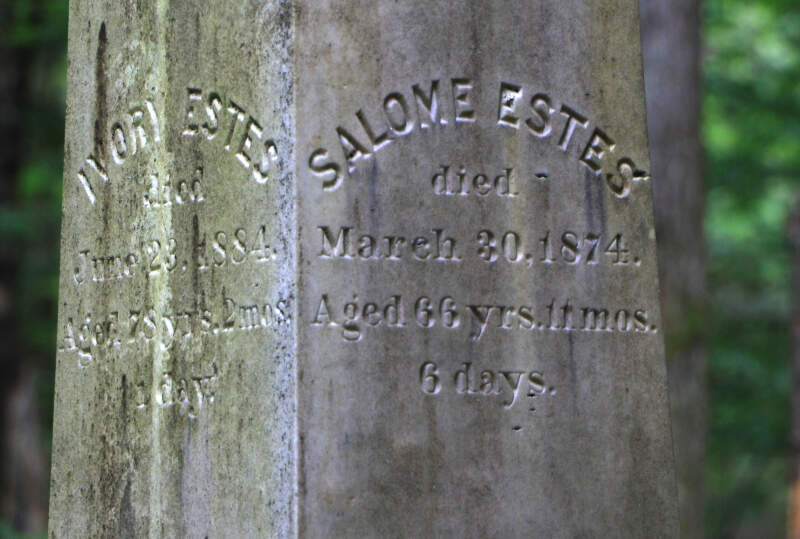 IVORY ESTES
died
June 23, 1884.
Aged 78 yrs. 2 mos.
1 day.
SALOME ESTES
died
March 30, 1874.
Aged 66 yrs. 11 mos.
6 days.